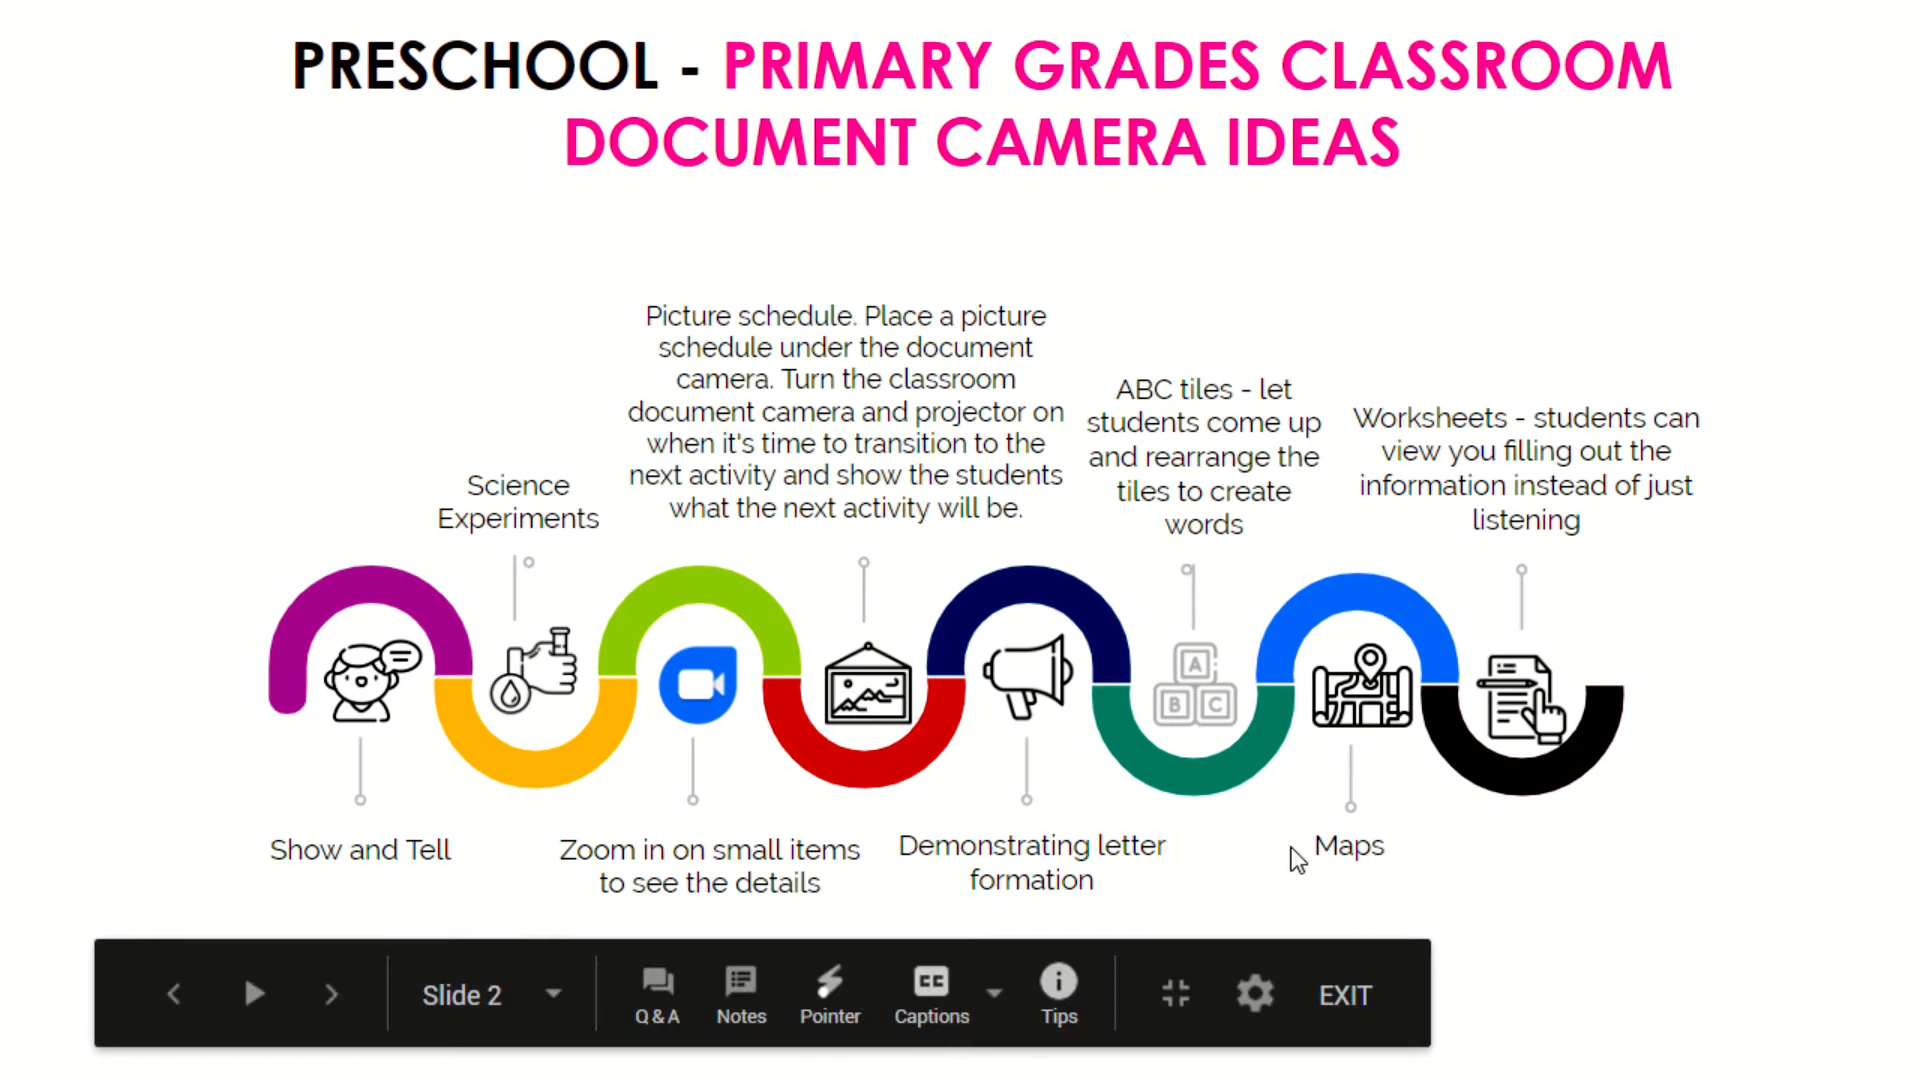 PRESCHOOL - PRIMARY GRADES CLASSROOM
DOCUMENT CAMERA IDEAS
Picture schedule. Place a picture
schedule under the document
camera. Turn the classroom
document camera and projector on
when it's time to transition to the
next activity and show the students
what the next activity will be.
ABC tiles - let
students come up
and rearrange the
tiles to create
words
Worksheets - students can
view you filling out the
information instead of just
listening
Science
Experiments
A
B C
Show and Tell
Zoom in on small items
to see the details
Demonstrating letter
formation
Maps
Slide 2
Q & A
Notes
Pointer
CC
Captions
Tips
EXIT